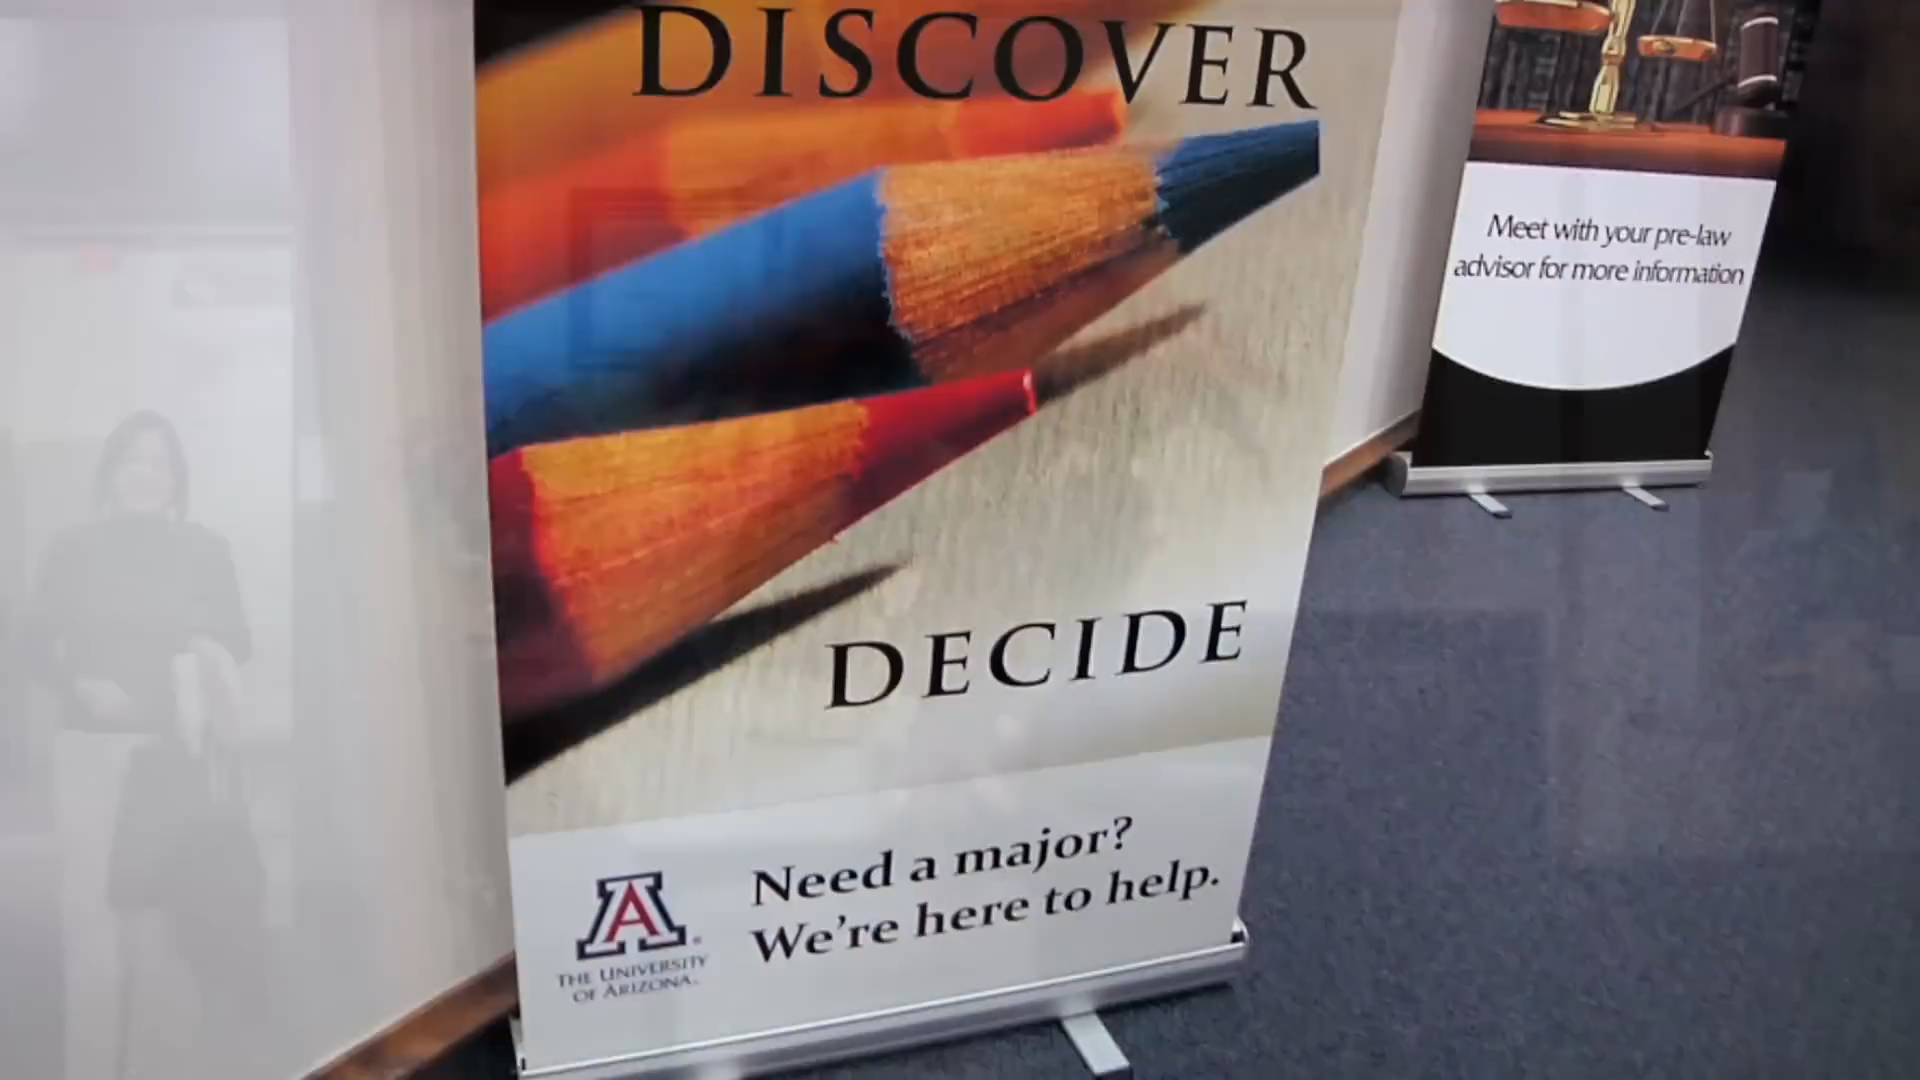 DISCOVER
DECIDE
Need a major?
We're here to help.
THE UNIVERSITY
OF ARIZONA.
Meet with your pre-law
advisor for more information